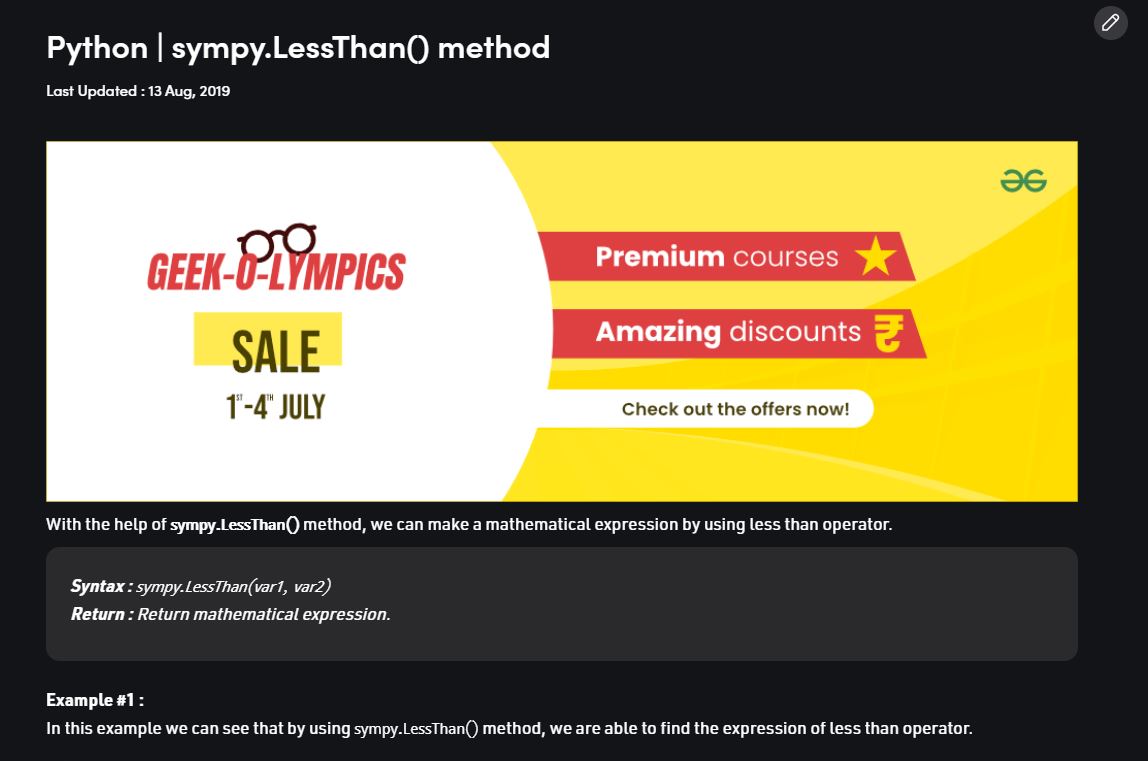 Python | sympy.LessThan() method
Last Updated : 13 Aug, 2019
GEEK-O-LYMPICS
SALE
1ST-4TH JULY
Premium courses
Amazing discounts
Check out the offers now!
With the help of sympy.LessThan() method, we can make a mathematical expression by using less than operator.
Syntax : sympy.LessThan(var1, var2)
Return : Return mathematical expression.
Example #1 :
In this example we can see that by using sympy.LessThan() method, we are able to find the expression of less than operator.